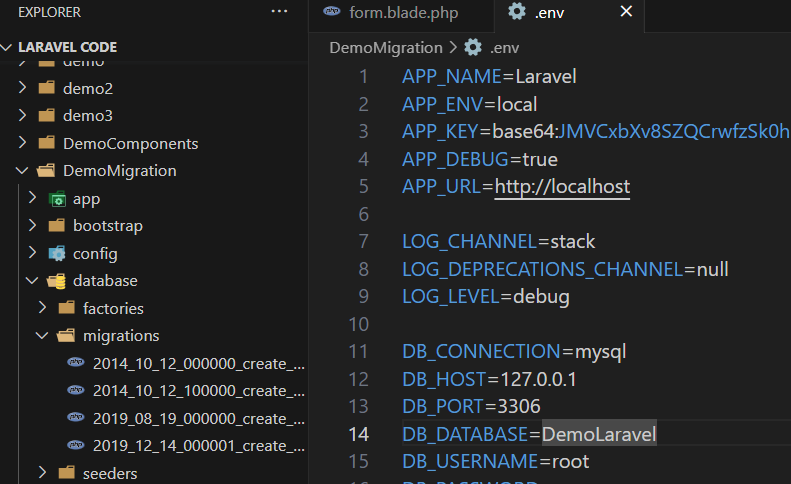 EXPLORER
...
LARAVEL CODE
demo
demo2
demo3
DemoComponents
DemoMigration
app
bootstrap
config
database
factories
migrations
2014_10_12_000000_create_...
2014_10_12_100000_create_...
2019_08_19_000000_create_...
2019_12_14_000001_create_...
seeders
form.blade.php
.env
DemoMigration > .env
1 APP_NAME=Laravel
2 APP_ENV=local
3 APP_KEY=base64:JMVCxbXv8SZQCrwfzSk0h
4 APP_DEBUG=true
5 APP_URL=http://localhost
6
7 LOG_CHANNEL=stack
8 LOG_DEPRECATIONS_CHANNEL=null
9 LOG_LEVEL=debug
10
11 DB_CONNECTION=mysql
12 DB_HOST=127.0.0.1
13 DB_PORT=3306
14 DB_DATABASE=DemoLaravel
15 DB_USERNAME=root